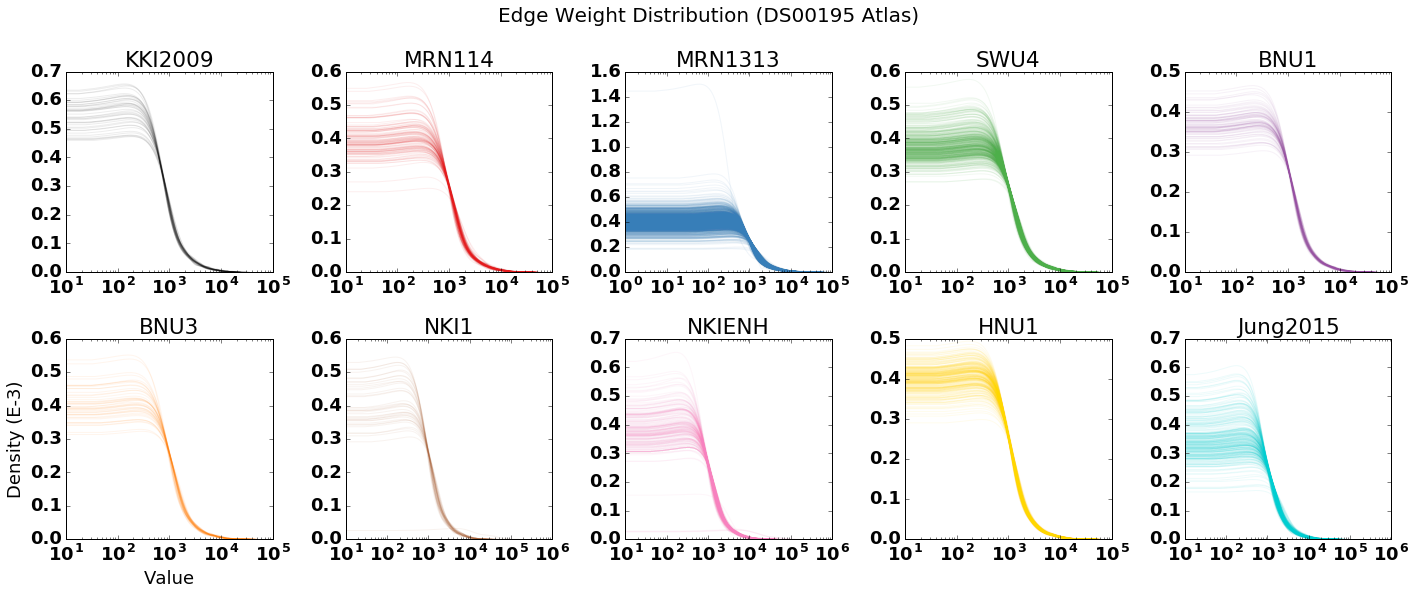 Edge Weight Distribution (DS00195 Atlas)
KKI2009 MRN114 MRN1313 SWU4 BNU1
0.7 0.6 1.6 0.6 0.5
0.6 0.5 1.4 0.5 0.4
0.5 0.4 1.2 0.4 0.3
0.4 0.3 1.0 0.3 0.2
0.3 0.2 0.8 0.2 0.1
0.2 0.1 0.6 0.1 0.0
0.1 0.0 0.4 0.0
0.0 0.2
0.0
10¹ 10² 10³ 10⁴ 10⁵ 10¹ 10² 10³ 10⁴ 10⁵ 10⁰ 10¹ 10² 10³ 10⁴ 10⁵ 10¹ 10² 10³ 10⁴ 10⁵ 10¹ 10² 10³ 10⁴ 10⁵
BNU3 NKI1 NKIENH HNU1 Jung2015
0.6 0.6 0.7 0.5 0.7
0.5 0.5 0.6 0.4 0.6
0.4 0.4 0.5 0.3 0.5
0.3 0.3 0.4 0.2 0.4
0.2 0.2 0.3 0.1 0.3
0.1 0.1 0.2 0.0 0.2
0.0 0.0 0.1 0.1
0.0 0.0
10¹ 10² 10³ 10⁴ 10⁵ 10¹ 10² 10³ 10⁴ 10⁵ 10⁶ 10¹ 10² 10³ 10⁴ 10⁵ 10⁶ 10¹ 10² 10³ 10⁴ 10⁵ 10¹ 10² 10³ 10⁴ 10⁵ 10⁶
Density (E-3)
Value